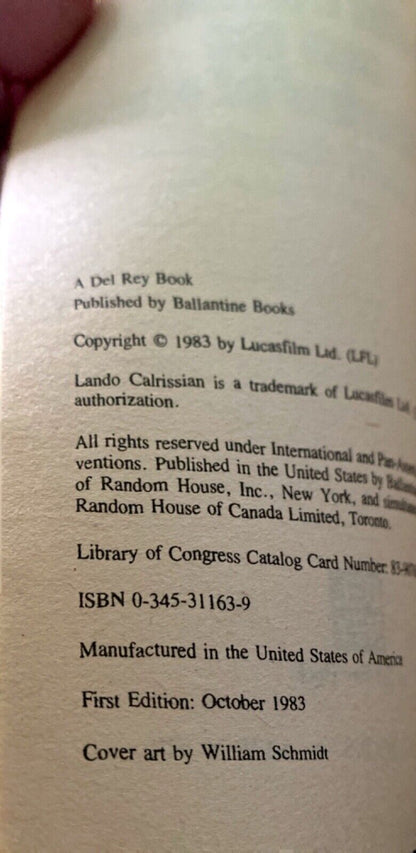 A Del Rey Book
Published by Ballantine Books
Copyright © 1983 by Lucasfilm Ltd. (LFL)
Lando Calrissian is a trademark of Lucasfilm Ltd
authorization.
All rights reserved under International and
ventions. Published in the United States by
of Random House, Inc., New York, and
Random House of Canada Limited, Toronto.
Library of Congress Catalog Card Number:
ISBN 0-345-31163-9
Manufactured in the United States of America
First Edition: October 1983
Cover art by William Schmidt